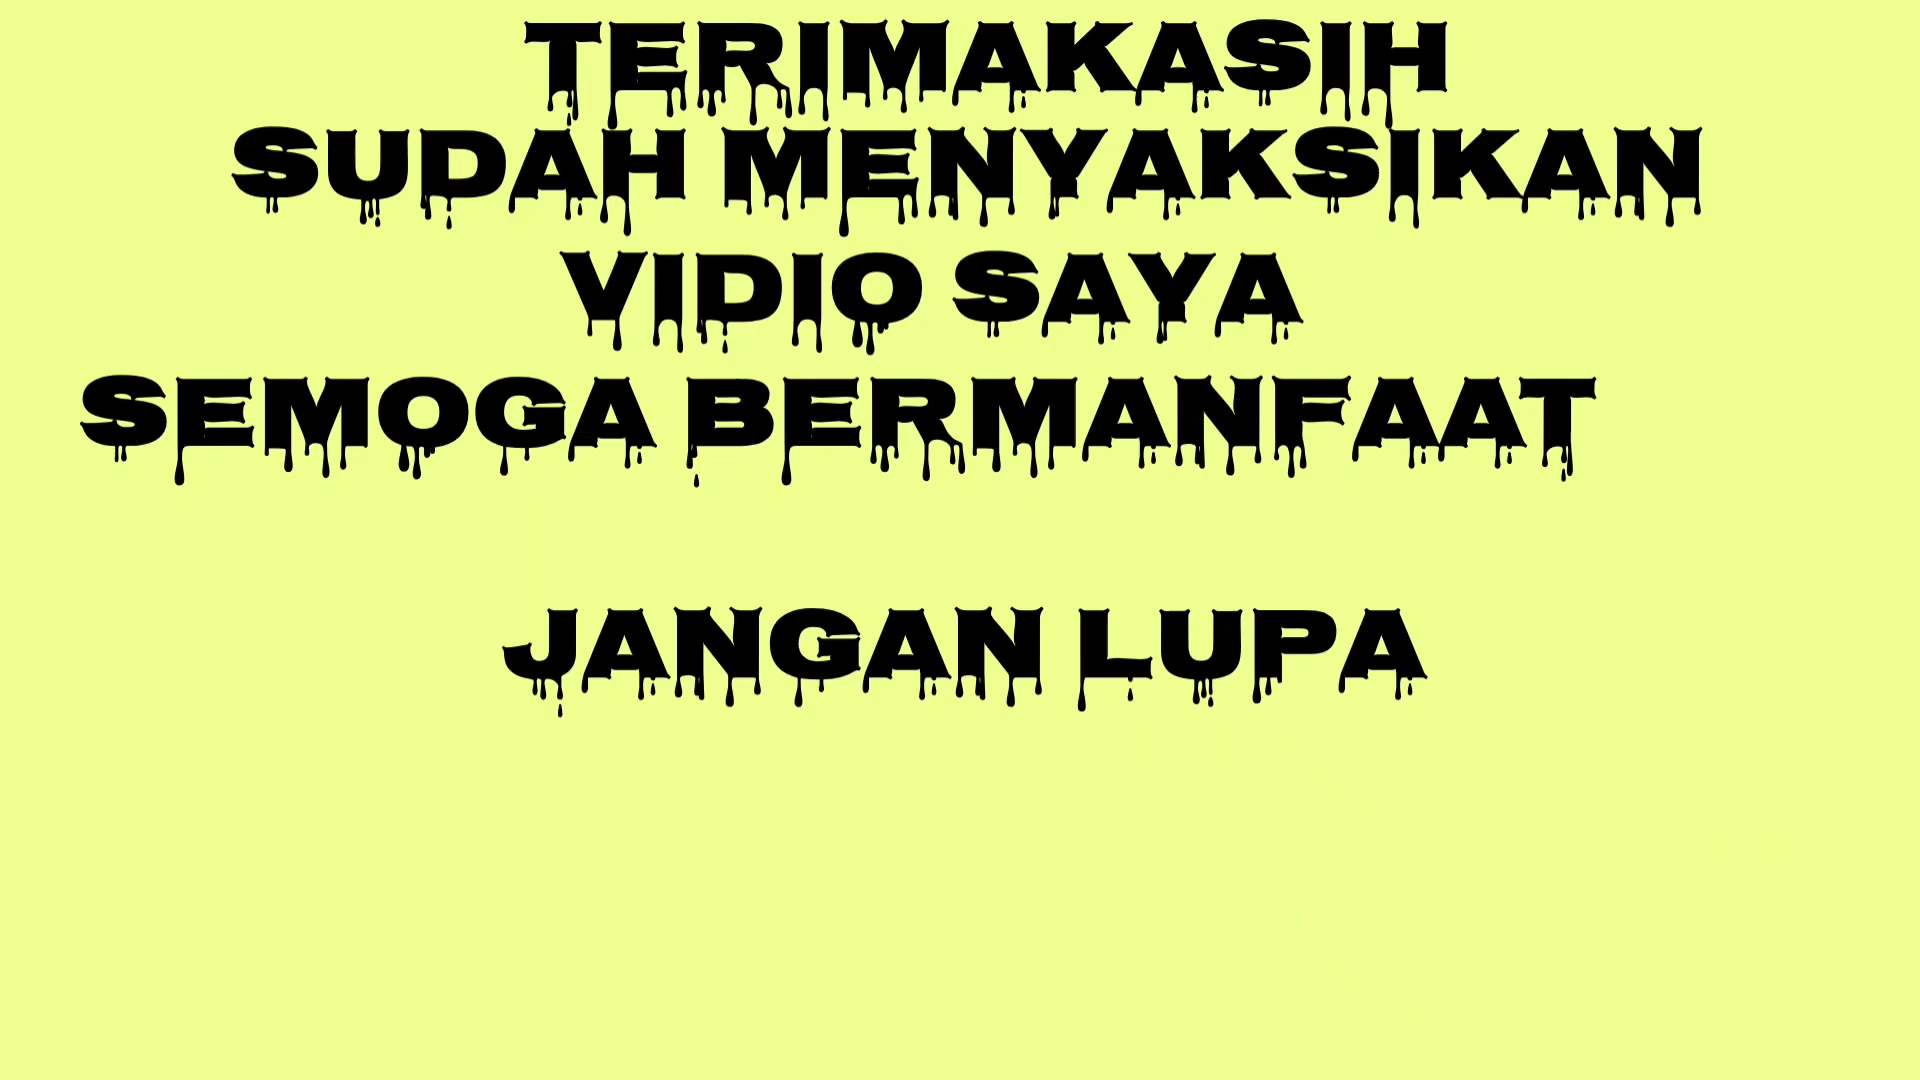 TERIMAKASIH
SUDAH MENYAKSIKAN
VIDIO SAYA
SEMOGA BERMANFAAT
JANGAN LUPA